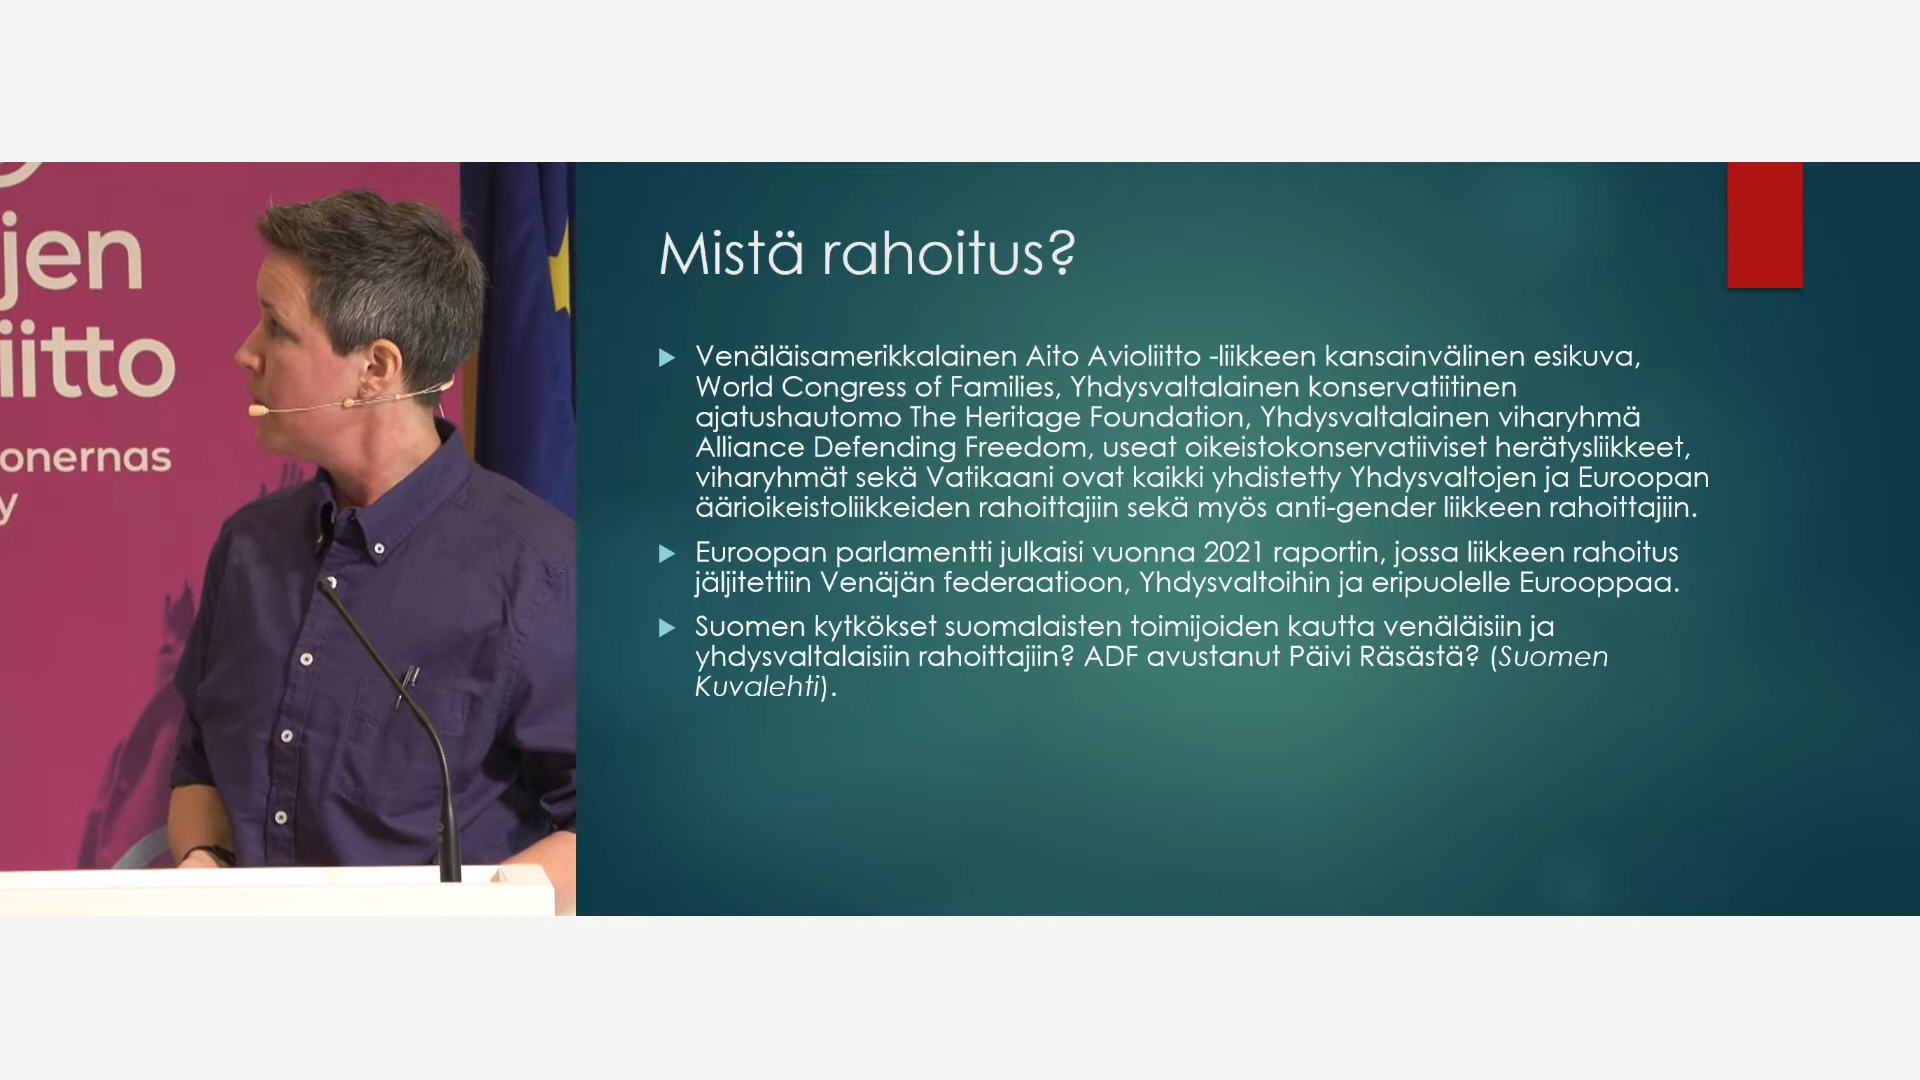 jen
iitto
onernas
y
Mistä rahoitus?
Venäläisamerikkalainen Aito Avioliitto -liikkeen kansainvälinen esikuva,
World Congress of Families, Yhdysvaltalainen konservatiitinen
ajatushautomo The Heritage Foundation, Yhdysvaltalainen viharyhmä
Alliance Defending Freedom, useat oikeistokonservatiiviset herätysliikkeet,
viharyhmät sekä Vatikaani ovat kaikki yhdistetty Yhdysvaltojen ja Euroopan
äärioikeistoliikkeiden rahoittajiin sekä myös anti-gender liikkeen rahoittajiin.
Euroopan parlamentti julkaisi vuonna 2021 raportin, jossa liikkeen rahoitus
jäljitettiin Venäjän federaatioon, Yhdysvaltoihin ja eripuolelle Eurooppaa.
Suomen kytkökset suomalaisten toimijoiden kautta venäläisiin ja
yhdysvaltalaisiin rahoittajiin? ADF avustanut Päivi Räsästä? (Suomen
Kuvalehti).